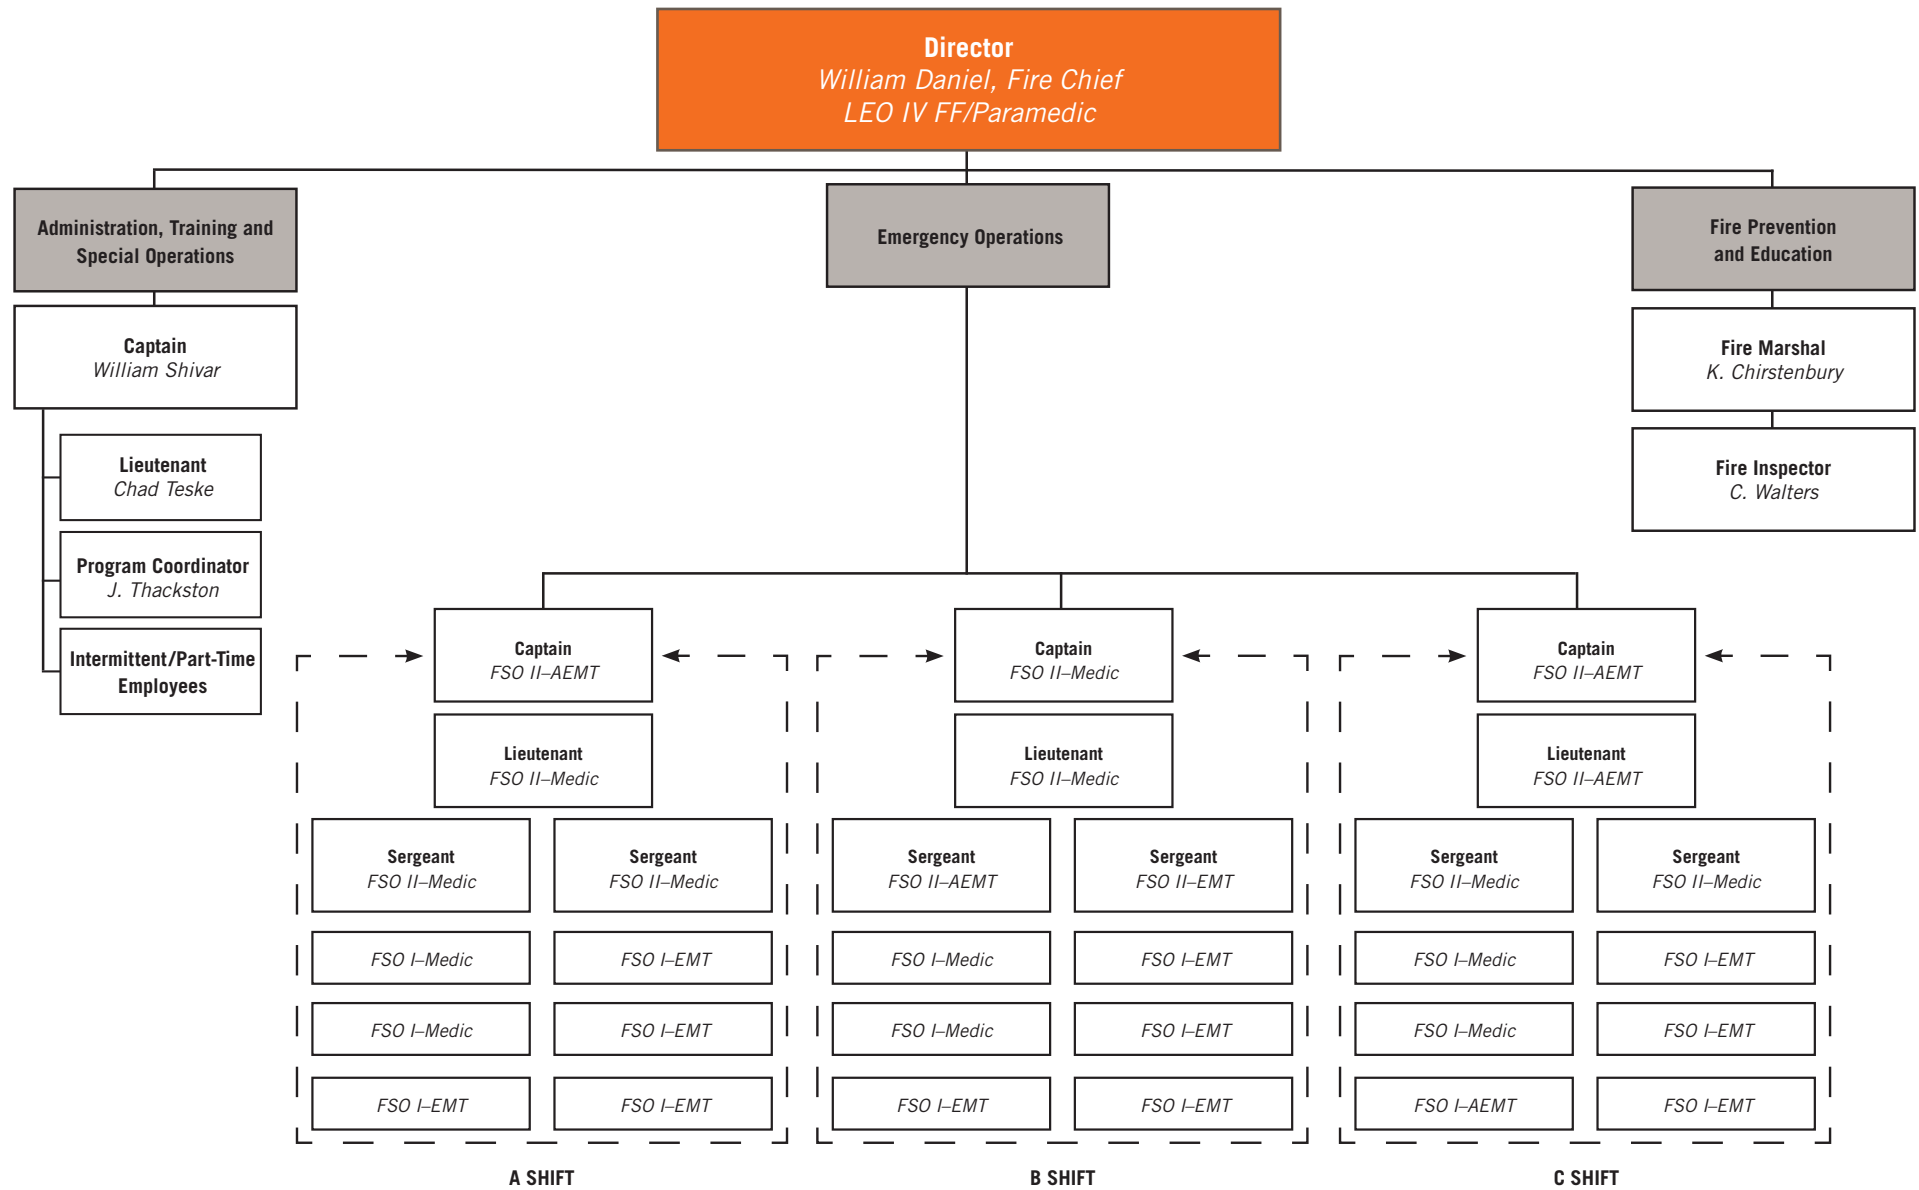 Director
William Daniel, Fire Chief
LEO IV FF/Paramedic
Administration, Training and
Special Operations
Emergency Operations
Fire Prevention
and Education
Captain
William Shivar
Lieutenant
Chad Teske
Program Coordinator
J. Thackston
Intermittent/Part-Time
Employees
Fire Marshal
K. Chirstenbury
Fire Inspector
C. Walters
Captain
FSO II–AEMT
Lieutenant
FSO II–Medic
Sergeant
FSO II–Medic
Sergeant
FSO II–Medic
FSO I–Medic
FSO I–EMT
FSO I–Medic
FSO I–EMT
FSO I–EMT
FSO I–EMT
A SHIFT
Captain
FSO II–Medic
Lieutenant
FSO II–Medic
Sergeant
FSO II–AEMT
Sergeant
FSO II–EMT
FSO I–Medic
FSO I–EMT
FSO I–Medic
FSO I–EMT
FSO I–EMT
FSO I–EMT
B SHIFT
Captain
FSO II–AEMT
Lieutenant
FSO II–AEMT
Sergeant
FSO II–Medic
Sergeant
FSO II–Medic
FSO I–Medic
FSO I–EMT
FSO I–Medic
FSO I–EMT
FSO I–AEMT
FSO I–EMT
C SHIFT